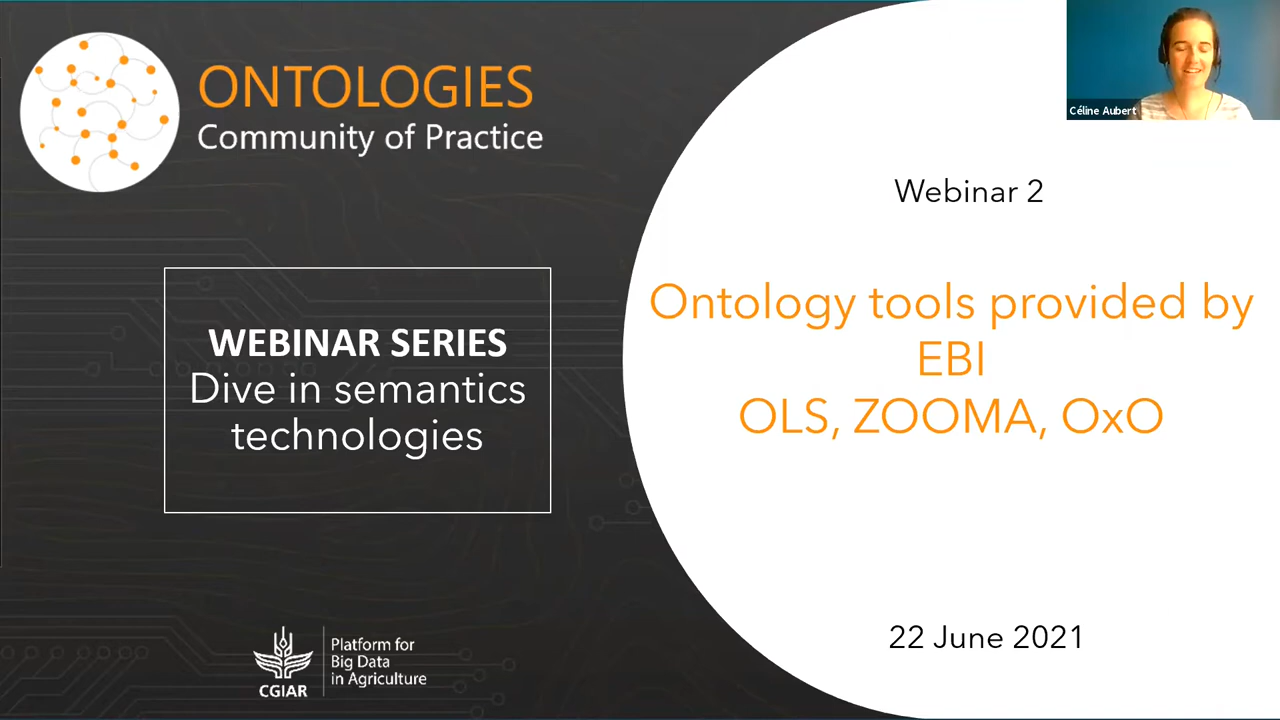 ONTOLOGIES
Community of Practice
WEBINAR SERIES
Dive in semantics
technologies
CGIAR
Platform for
Big Data
in Agriculture
Céline Aubert
Webinar 2
Ontology tools provided by
EBI
OLS, ZOOMA, OxO
22 June 2021